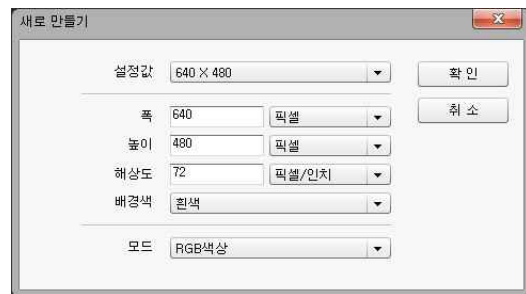 새로 만들기
설정값 640 X 480 확 인
폭 640 픽셀 취 소
높이 480 픽셀
해상도 72 픽셀/인치
배경색 흰색
모드 RGB색상